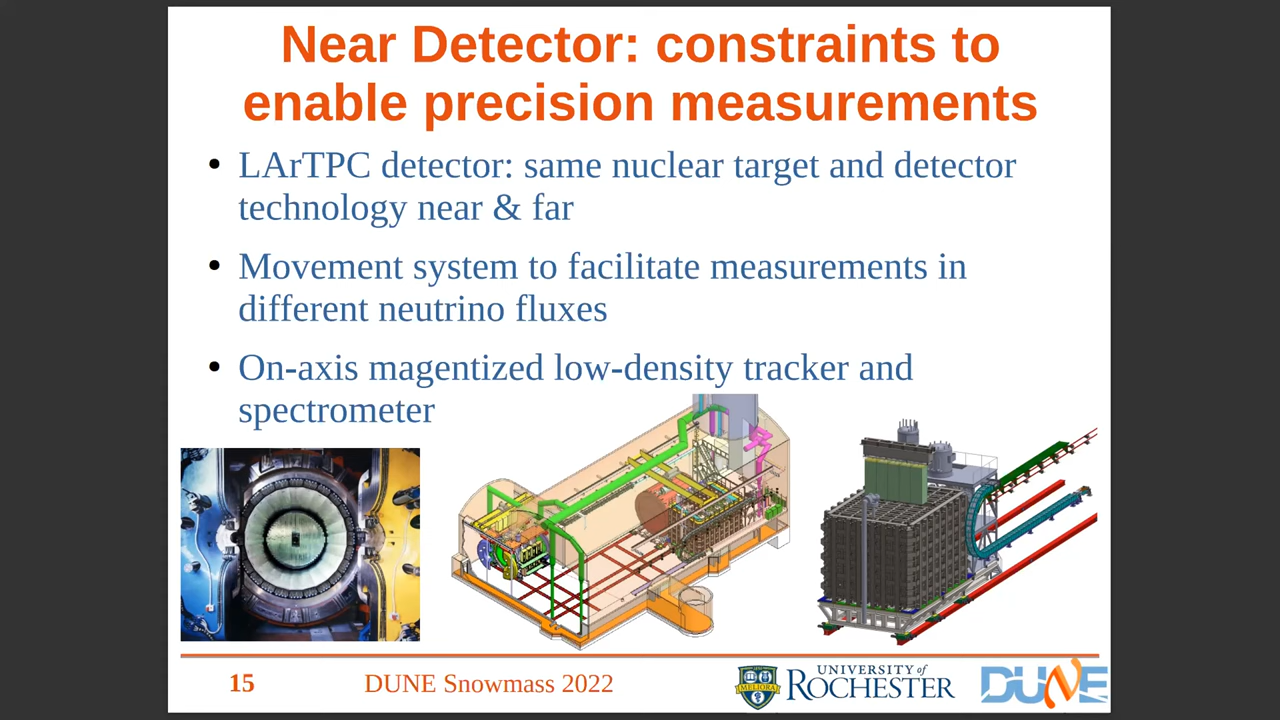 Near Detector: constraints to
enable precision measurements
• LArTPC detector: same nuclear target and detector
technology near & far
• Movement system to facilitate measurements in
different neutrino fluxes
• On-axis magentized low-density tracker and
spectrometer
15
DUNE Snowmass 2022
MELIORA
UNIVERSITY of
ROCHESTER
DUNE